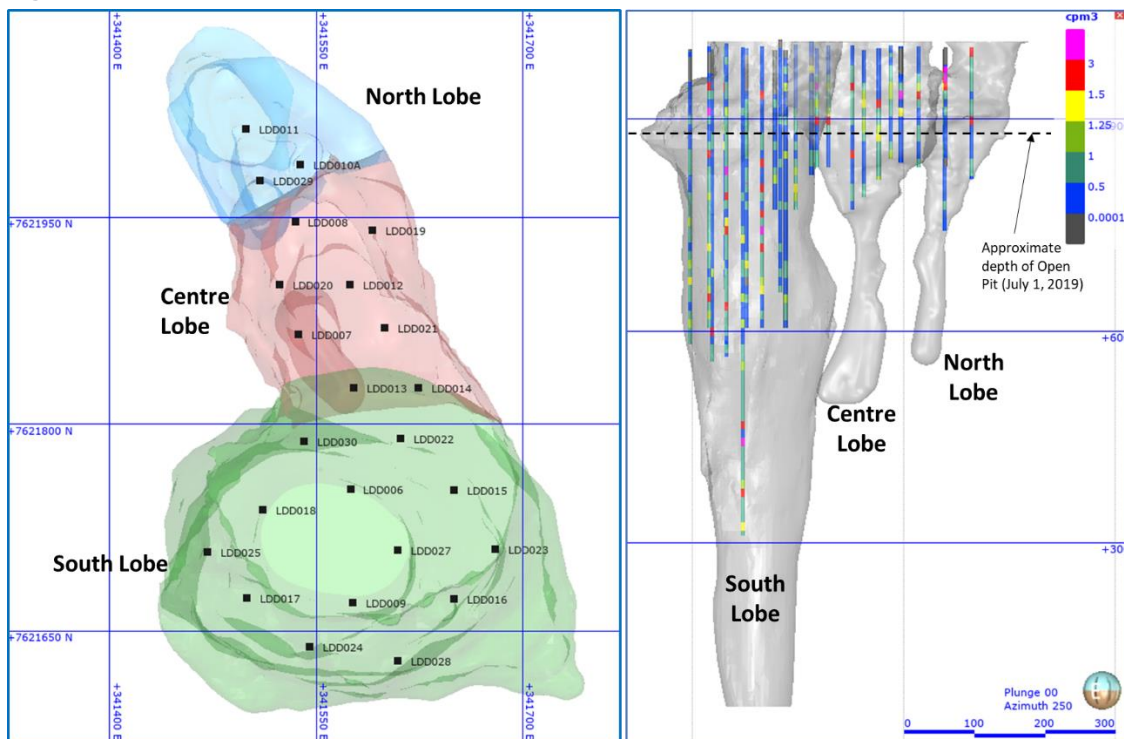 +341400 E
+341550 E
+341700 E
North Lobe
LDD011
LDD010A
LDD029
+7621950 N
LDD008
LDD019
Centre
Lobe
LDD020
LDD012
LDD021
LDD007
LDD013
LDD014
+7621800 N
LDD030
LDD022
LDD006
LDD015
LDD018
South Lobe
LDD025
LDD027
LDD023
LDD017
LDD009
LDD016
+7621650 N
LDD024
LDD028
+341400 E
+341550 E
+341700 E
cpm3
3
1.5
1.25
1
0.5
0.0001
Approximate
depth of Open
Pit (July 1, 2019)
+60
North
Lobe
Centre
Lobe
+30
South
Lobe
Plunge 00
Azimuth 250
0
100
200
300